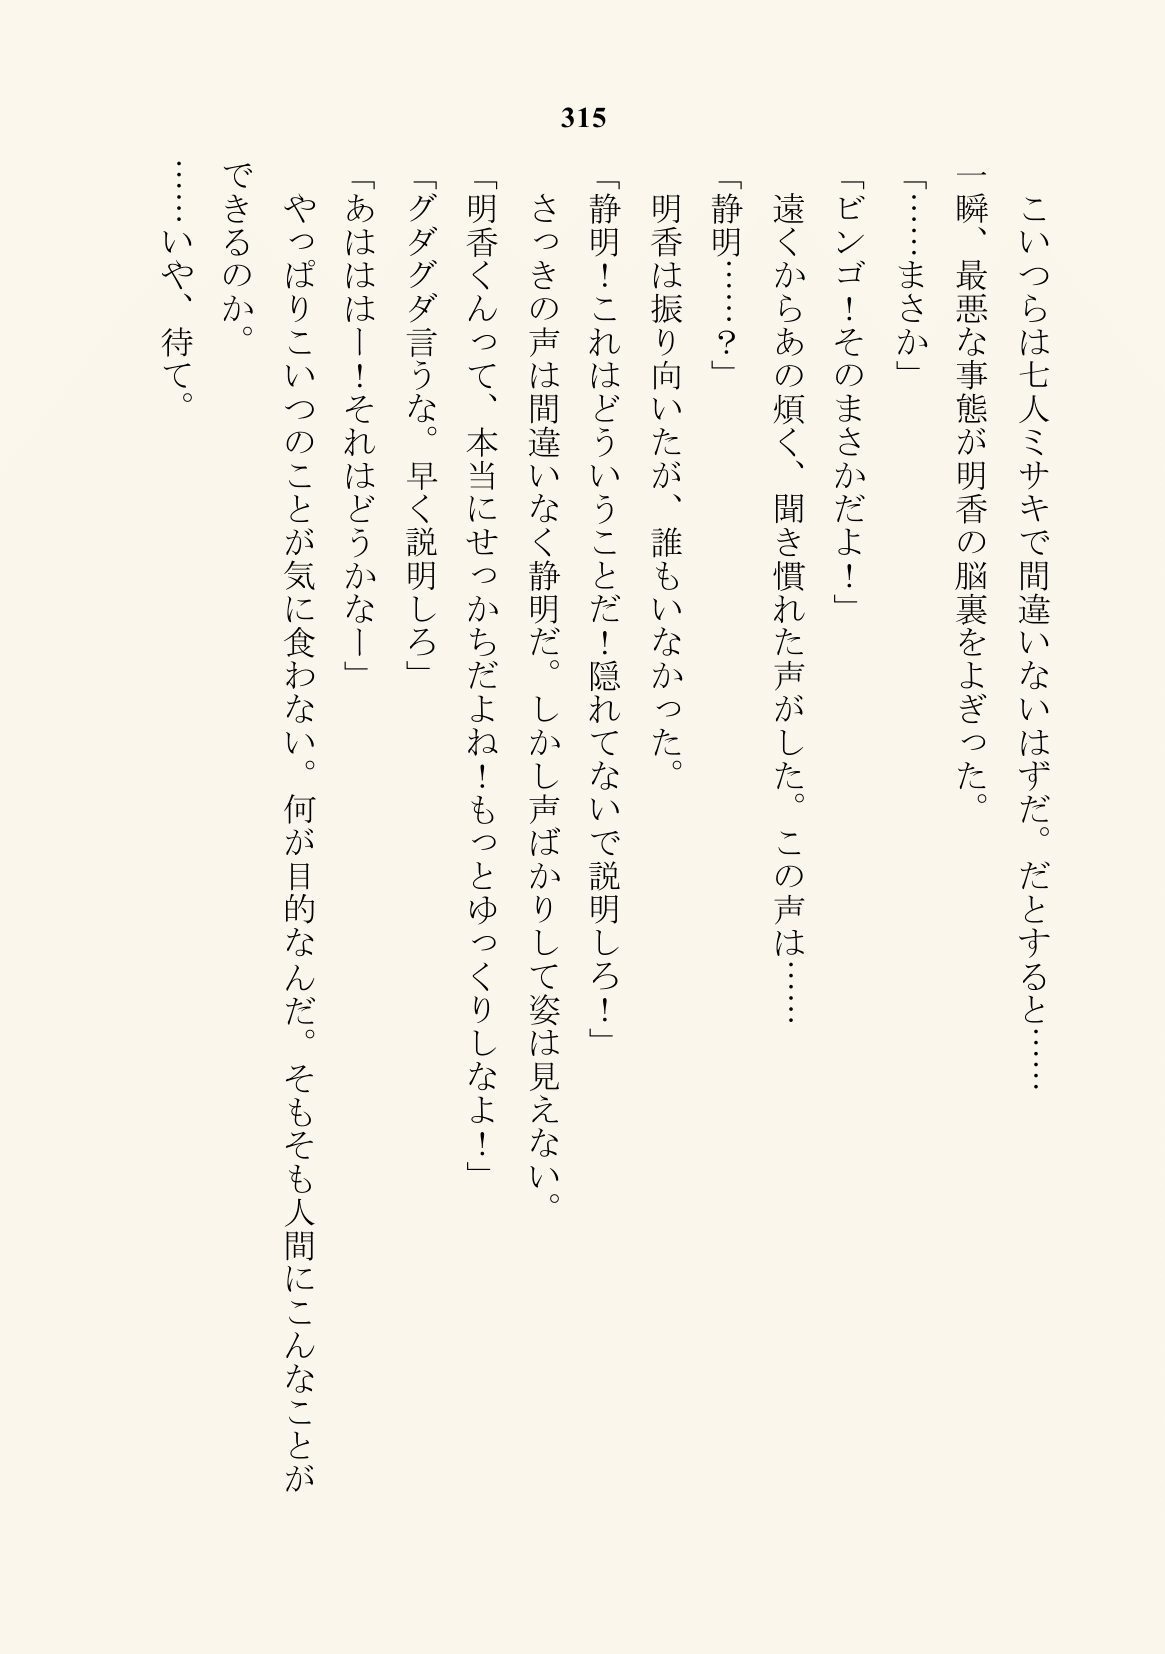 315
こいつらは七人ミサキで間違いないはずだ。だとすると……
一瞬、最悪な事態が明香の脳裏をよぎった。
「……まさか」
「ビンゴ！そのまさかだよ！」
遠くからあの煩く、聞き慣れた声がした。この声は……
「静明……？」
明香は振り向いたが、誰もいなかった。
「静明！これはどういうことだ！隠れてないで説明しろ！」
さっきの声は間違いなく静明だ。しかし声ばかりして姿は見えない。
「明香くんって、本当にせっかちだよね！もっとゆっくりしなよ！」
「グダグダ言うな。早く説明しろ」
「あはははー！それはどうかなー」
やっぱりこいつのことが気に食わない。何が目的なんだ。そもそも人間にこんなことが
できるのか。
……いや、待て。